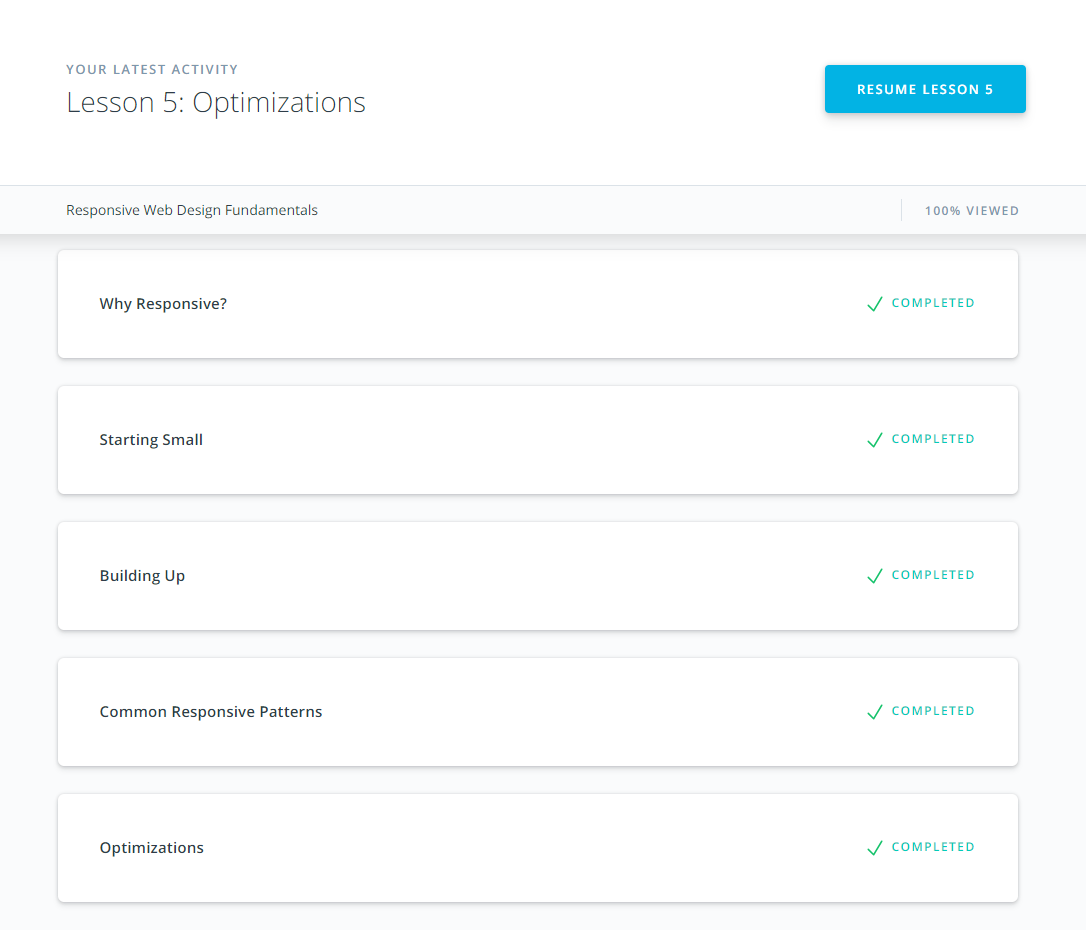 YOUR LATEST ACTIVITY
Lesson 5: Optimizations
RESUME LESSON 5
Responsive Web Design Fundamentals
100% VIEWED
Why Responsive?
COMPLETED
Starting Small
COMPLETED
Building Up
COMPLETED
Common Responsive Patterns
COMPLETED
Optimizations
COMPLETED